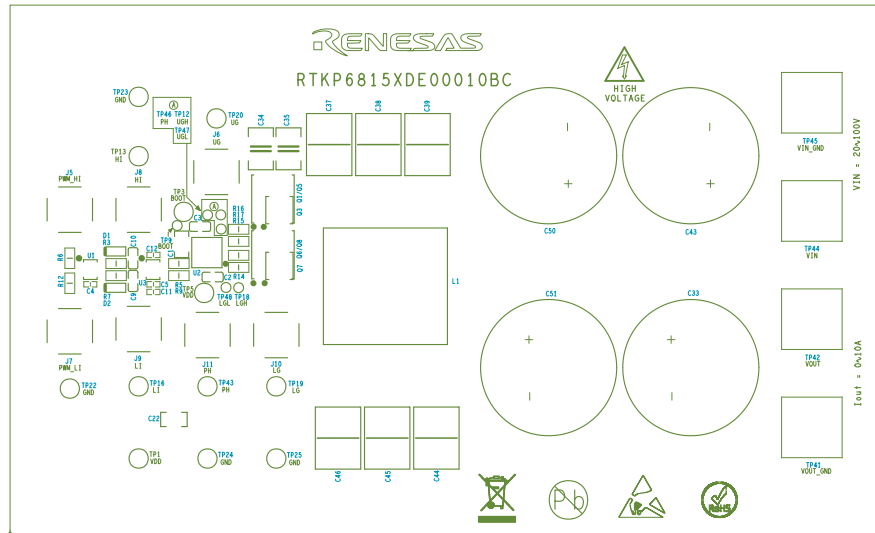 RENESAS
RTKP6815XDE00010BC
HIGH
VOLTAGE
TP23
GND
A
TP46
PH
TP12
UGH
TP47
UGL
TP20
UG
J6
UG
C34
C35
C37
C38
C39
TP13
HI
J5
PWM_HI
J8
HI
TP3
BOOT
A
C3
R16
R17
R15
Q1/Q5
Q3
Q6/Q8
Q7
TP9
BOOT
D1
R3
C10
C12
C1
U1
R6
R12
C4
U3
C5
C11
R5
R9
U2
C2
R14
R7
D2
C9
TP5
VDD
TP48
LGL
TP18
LGH
L1
C50
C43
C51
C33
TP45
VIN_GND
VIN = 20~100V
TP44
VIN
TP42
VOUT
Iout = 0~10A
TP41
VOUT_GND
J7
PWM_LI
J9
LI
J11
PH
J10
LG
TP22
GND
TP16
LI
TP43
PH
TP19
LG
C22
TP1
VDD
TP24
GND
TP25
GND
C46
C45
C44
Pb
RoHS